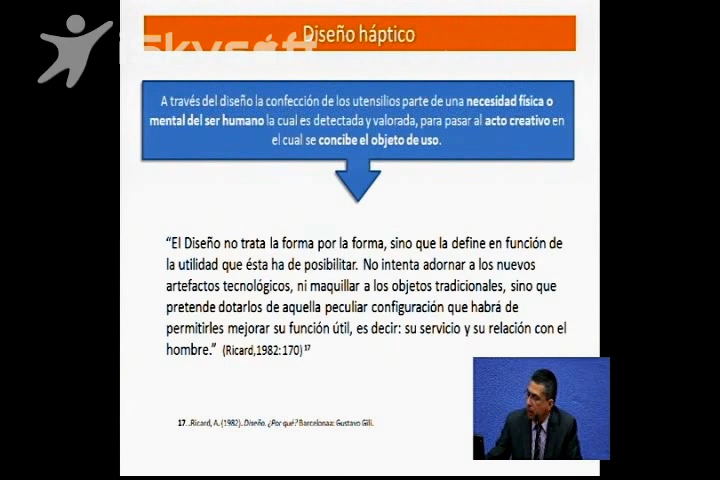 iSkysoft
Diseño háptico
A través del diseño la confección de los utensilios parte de una necesidad física o
mental del ser humano la cual es detectada y valorada, para pasar al acto creativo en
el cual se concibe el objeto de uso.
“El Diseño no trata la forma por la forma, sino que la define en función de
la utilidad que ésta ha de posibilitar. No intenta adornar a los nuevos
artefactos tecnológicos, ni maquillar a los objetos tradicionales, sino que
pretende dotarlos de aquella peculiar configuración que habrá de
permitirles mejorar su función útil, es decir: su servicio y su relación con el
hombre.” (Ricard,1982:170) 17
17. .Ricard, A. (1982). Diseño. ¿Por qué? Barcelonaa: Gustavo Gili.